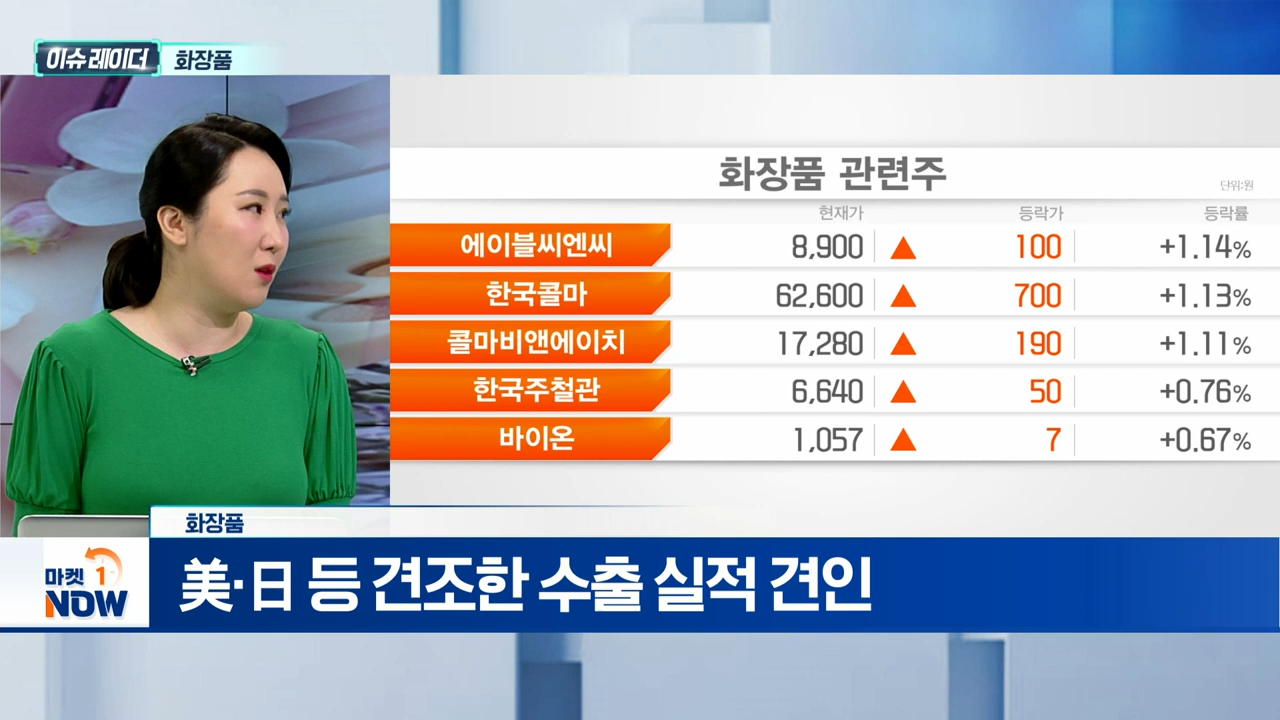 이슈레이더 화장품
화장품 관련주
단위:원
현재가 등락가 등락률
에이블씨엔씨 8,900 ▲ 100 +1.14%
한국콜마 62,600 ▲ 700 +1.13%
콜마비앤에이치 17,280 ▲ 190 +1.11%
한국주철관 6,640 ▲ 50 +0.76%
바이온 1,057 ▲ 7 +0.67%
화장품
마켓 1
NOW
美·日 등 견조한 수출 실적 견인